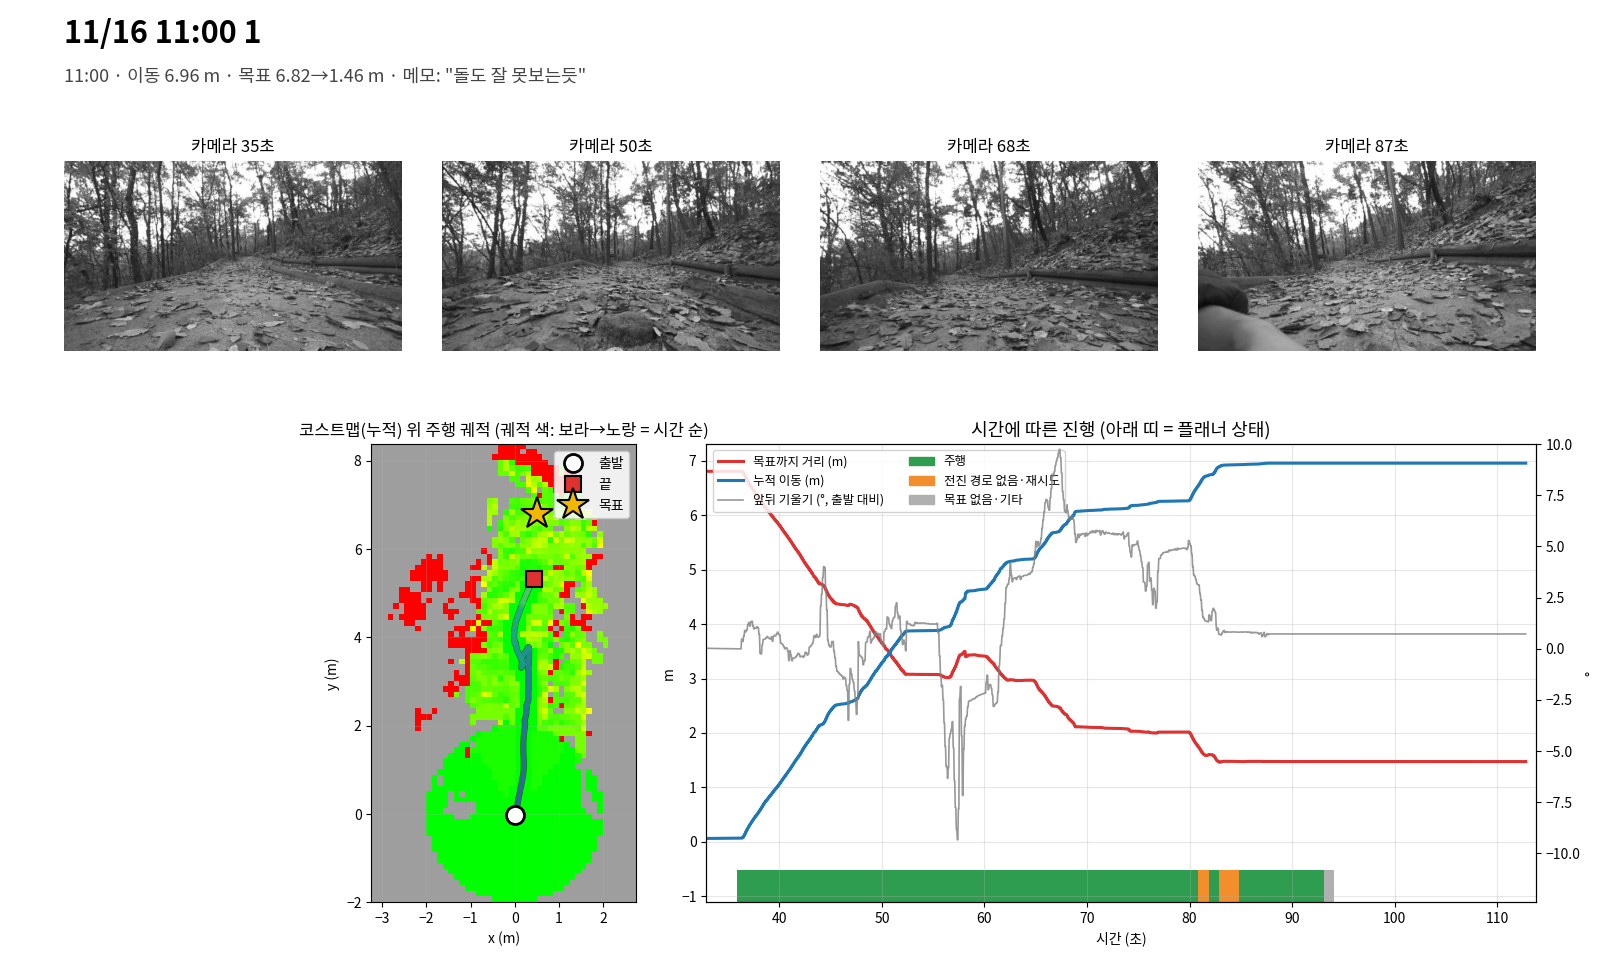 11/16 11:00 1
11:00 · 이동 6.96 m · 목표 6.82→1.46 m · 메모: "돌도 잘 못보는듯"
카메라 35초
카메라 50초
카메라 68초
카메라 87초
코스트맵(누적) 위 주행 궤적 (궤적 색: 보라→노랑 = 시간 순)
출발
끝
목표
8
6
4
2
0
−2
y (m)
−3 −2 −1 0 1 2
x (m)
시간에 따른 진행 (아래 띠 = 플래너 상태)
목표까지 거리 (m)
누적 이동 (m)
앞뒤 기울기 (°, 출발 대비)
주행
전진 경로 없음·재시도
목표 없음·기타
7
6
5
4
3
2
1
0
−1
m
10.0
7.5
5.0
2.5
0.0
−2.5
−5.0
−7.5
−10.0
°
40 50 60 70 80 90 100 110
시간 (초)